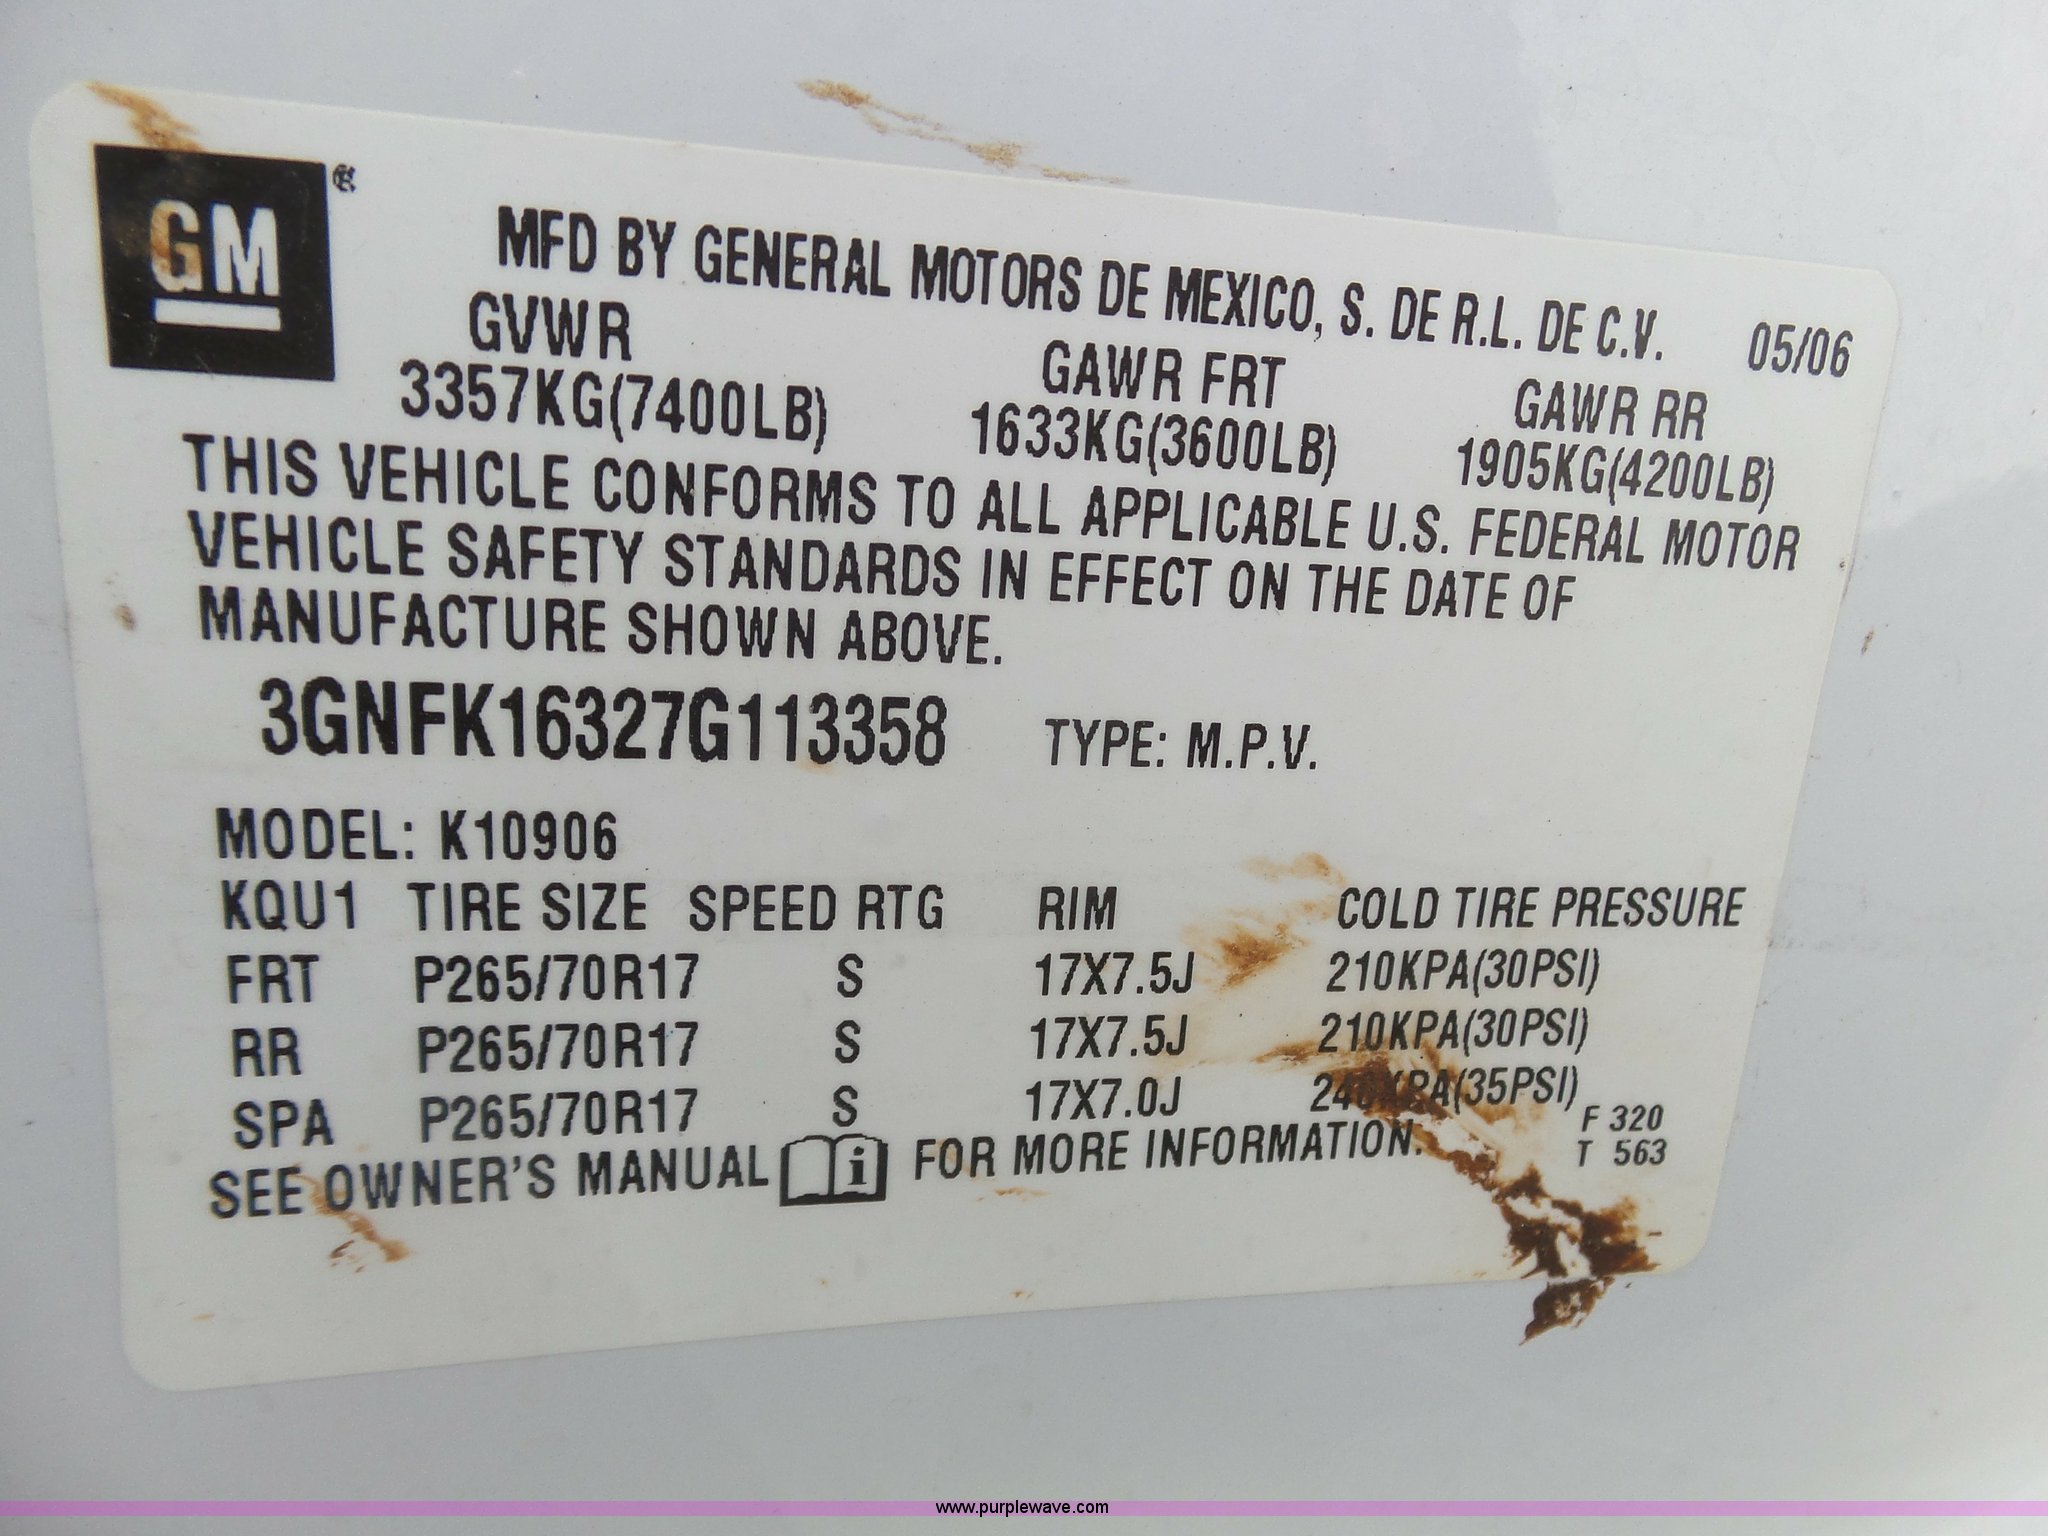 GM®
MFD BY GENERAL MOTORS DE MEXICO, S. DE R.L. DE C.V. 05/06
GVWR GAWR FRT GAWR RR
3357KG(7400LB) 1633KG(3600LB) 1905KG(4200LB)
THIS VEHICLE CONFORMS TO ALL APPLICABLE U.S. FEDERAL MOTOR
VEHICLE SAFETY STANDARDS IN EFFECT ON THE DATE OF
MANUFACTURE SHOWN ABOVE.
3GNFK16327G113358 TYPE: M.P.V.
MODEL: K10906
KQU1 TIRE SIZE SPEED RTG RIM COLD TIRE PRESSURE
FRT P265/70R17 S 17X7.5J 210KPA(30PSI)
RR P265/70R17 S 17X7.5J 210KPA(30PSI)
SPA P265/70R17 S 17X7.0J 240KPA(35PSI)
F 320
T 563
SEE OWNER'S MANUAL i FOR MORE INFORMATION.
www.purplewave.com